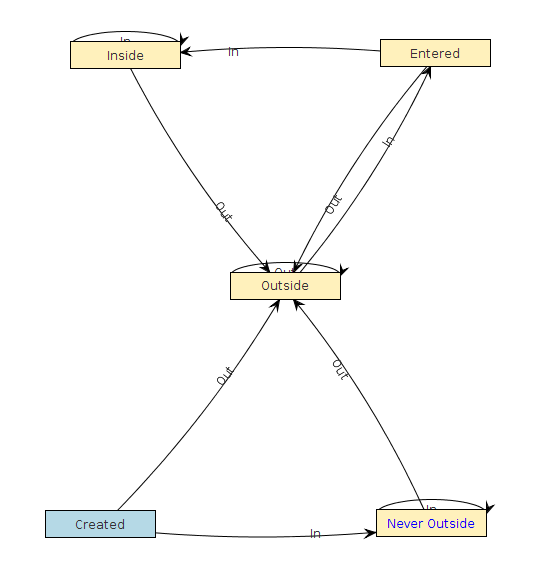 In
Inside
In
Entered
In
Out
Out
Out
Outside
Out
Out
Created
In
In
Never Outside